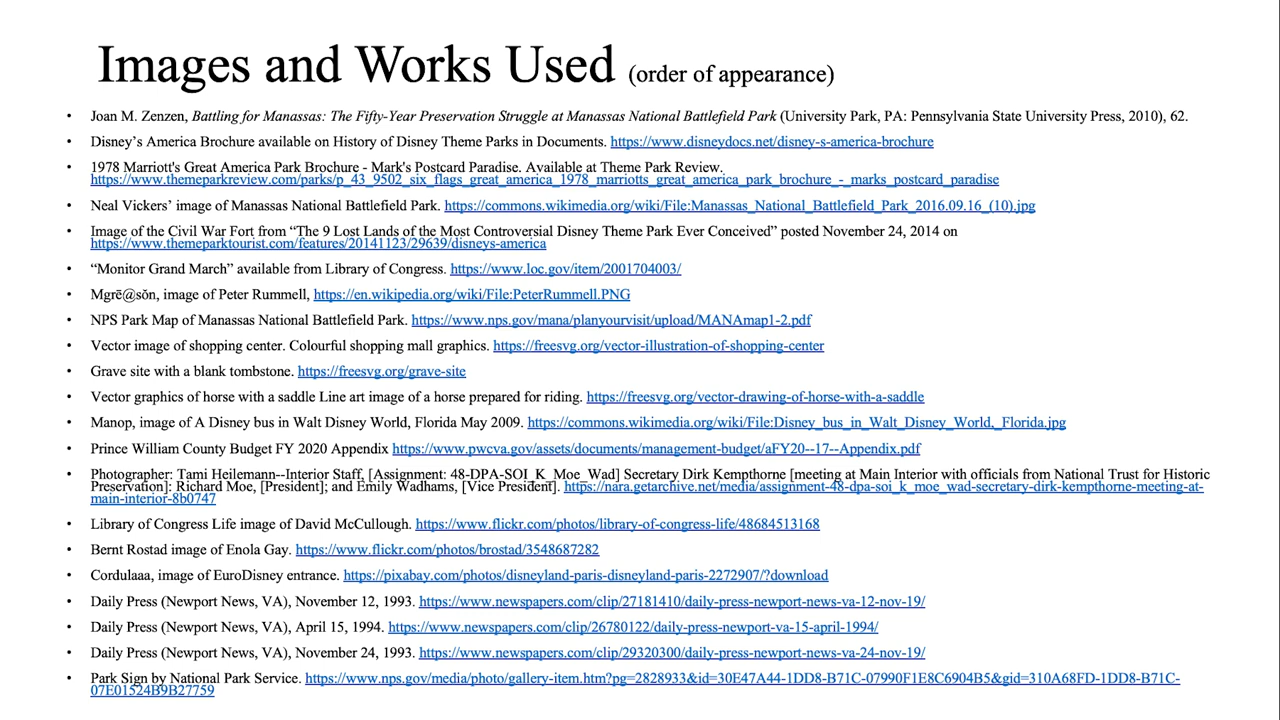 Images and Works Used (order of appearance)
• Joan M. Zenzen, Battling for Manassas: The Fifty-Year Preservation Struggle at Manassas National Battlefield Park (University Park, PA: Pennsylvania State University Press, 2010), 62.
• Disney’s America Brochure available on History of Disney Theme Parks in Documents. https://www.disneydocs.net/disney-s-america-brochure
• 1978 Marriott's Great America Park Brochure - Mark's Postcard Paradise. Available at Theme Park Review.
https://www.themeparkreview.com/parks/p_43_9502_six_flags_great_america_1978_marriotts_great_america_park_brochure_-_marks_postcard_paradise
• Neal Vickers’ image of Manassas National Battlefield Park. https://commons.wikimedia.org/wiki/File:Manassas_National_Battlefield_Park_2016.09.16_(10).jpg
• Image of the Civil War Fort from “The 9 Lost Lands of the Most Controversial Disney Theme Park Ever Conceived” posted November 24, 2014 on
https://www.themeparktourist.com/features/20141123/29639/disneys-america
• “Monitor Grand March” available from Library of Congress. https://www.loc.gov/item/2001704003/
• Mgrē@sŏn, image of Peter Rummell, https://en.wikipedia.org/wiki/File:PeterRummell.PNG
• NPS Park Map of Manassas National Battlefield Park. https://www.nps.gov/mana/planyourvisit/upload/MANAmap1-2.pdf
• Vector image of shopping center. Colourful shopping mall graphics. https://freesvg.org/vector-illustration-of-shopping-center
• Grave site with a blank tombstone. https://freesvg.org/grave-site
• Vector graphics of horse with a saddle Line art image of a horse prepared for riding. https://freesvg.org/vector-drawing-of-horse-with-a-saddle
• Manop, image of A Disney bus in Walt Disney World, Florida May 2009. https://commons.wikimedia.org/wiki/File:Disney_bus_in_Walt_Disney_World,_Florida.jpg
• Prince William County Budget FY 2020 Appendix https://www.pwcva.gov/assets/documents/management-budget/aFY20--17--Appendix.pdf
• Photographer: Tami Heilemann--Interior Staff, [Assignment: 48-DPA-SOI_K_Moe_Wad] Secretary Dirk Kempthorne [meeting at Main Interior with officials from National Trust for Historic
Preservation]: Richard Moe, [President]; and Emily Wadhams, [Vice President]. https://nara.getarchive.net/media/assignment-48-dpa-soi_k_moe_wad-secretary-dirk-kempthorne-meeting-at-
main-interior-8b0747
• Library of Congress Life image of David McCullough. https://www.flickr.com/photos/library-of-congress-life/48684513168
• Bernt Rostad image of Enola Gay. https://www.flickr.com/photos/brostad/3548687282
• Cordulaaa, image of EuroDisney entrance. https://pixabay.com/photos/disneyland-paris-disneyland-paris-2272907/?download
• Daily Press (Newport News, VA), November 12, 1993. https://www.newspapers.com/clip/27181410/daily-press-newport-news-va-12-nov-19/
• Daily Press (Newport News, VA), April 15, 1994. https://www.newspapers.com/clip/26780122/daily-press-newport-va-15-april-1994/
• Daily Press (Newport News, VA), November 24, 1993. https://www.newspapers.com/clip/29320300/daily-press-newport-news-va-24-nov-19/
• Park Sign by National Park Service. https://www.nps.gov/media/photo/gallery-item.htm?pg=2828933&id=30E47A44-1DD8-B71C-07990F1E8C6904B5&gid=310A68FD-1DD8-B71C-
07E01524B9B27759